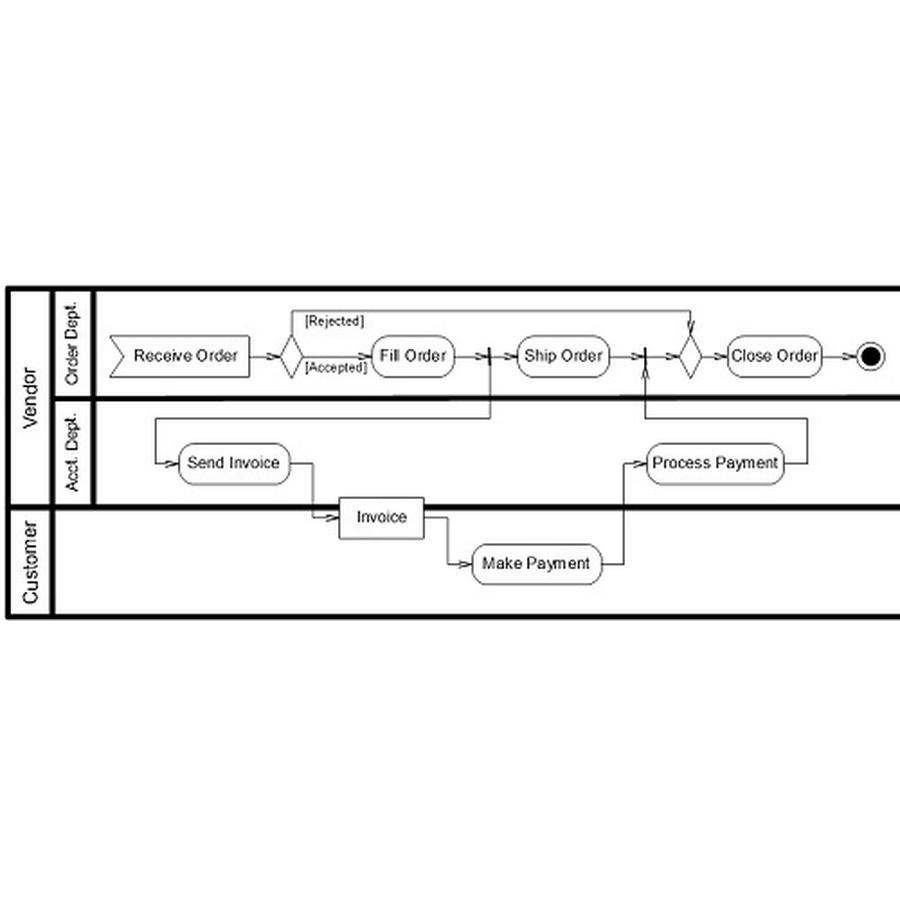 Vendor
Order Dept.
Acct. Dept.
Customer
[Rejected]
Receive Order
[Accepted]
Fill Order
Ship Order
Close Order
Send Invoice
Process Payment
Invoice
Make Payment